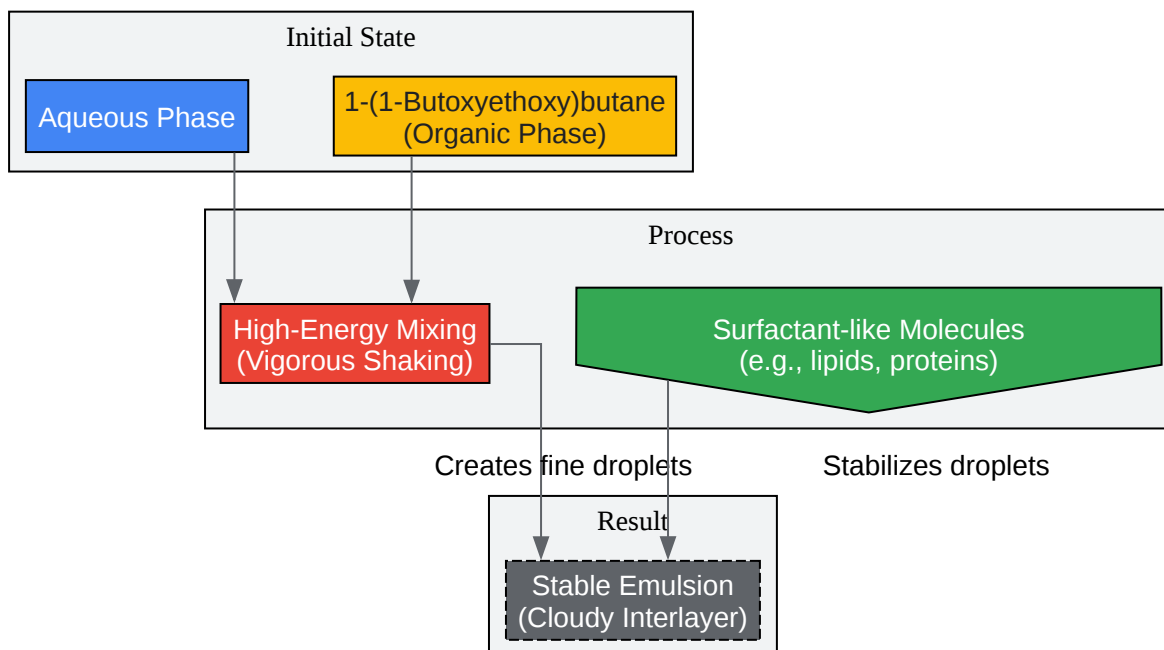 Initial State
Aqueous Phase
1-(1-Butoxyethoxy)butane
(Organic Phase)
Process
High-Energy Mixing
(Vigorous Shaking)
Surfactant-like Molecules
(e.g., lipids, proteins)
Creates fine droplets
Stabilizes droplets
Result
Stable Emulsion
(Cloudy Interlayer)